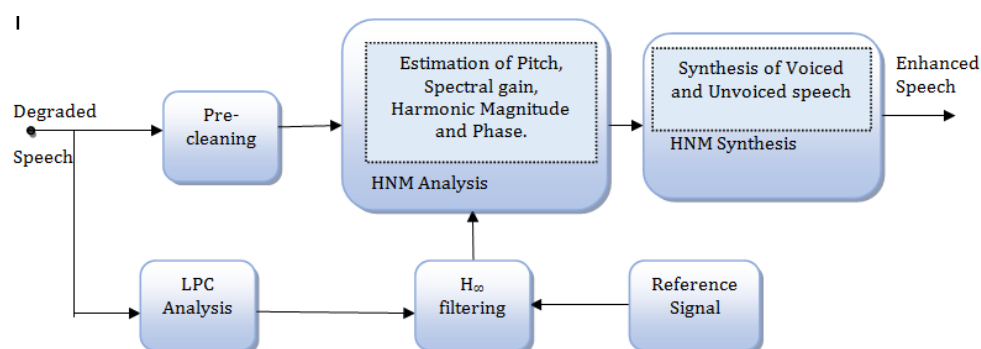 I
Degraded
Speech
Pre-
cleaning
Estimation of Pitch,
Spectral gain,
Harmonic Magnitude
and Phase.
HNM Analysis
Synthesis of Voiced
and Unvoiced speech
HNM Synthesis
Enhanced
Speech
LPC
Analysis
H∞
filtering
Reference
Signal